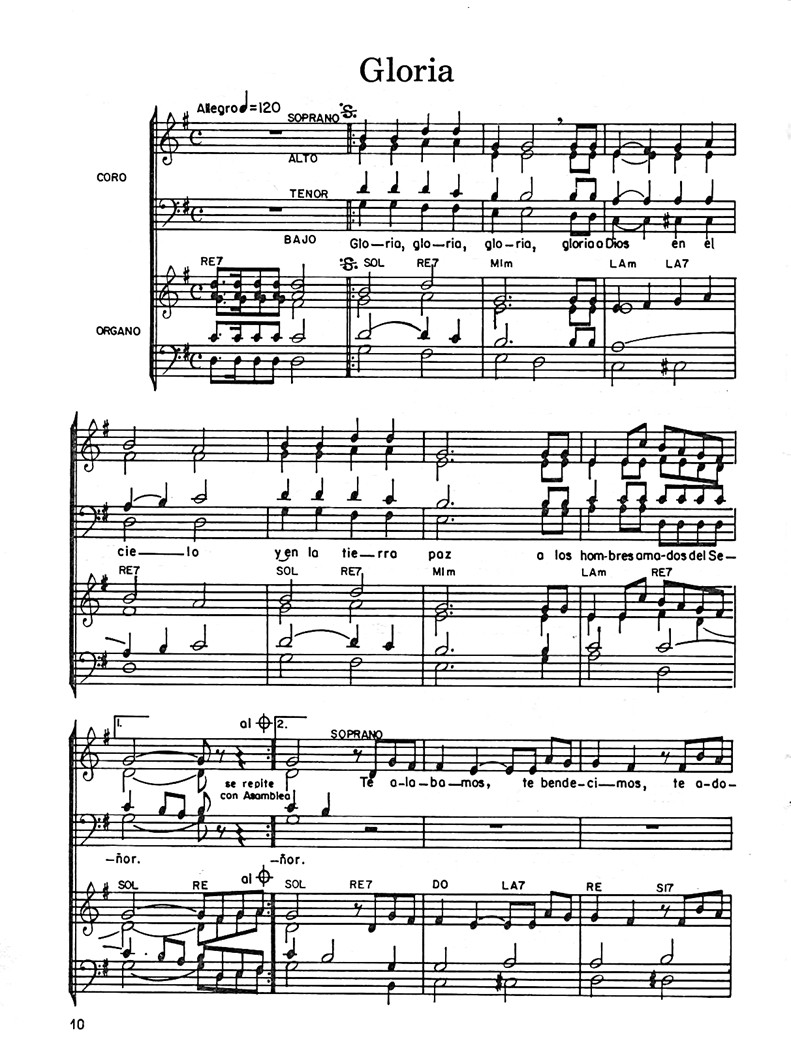 Gloria
Allegro ♩=120
SOPRANO
CORO
ALTO
TENOR
BAJO
Glo—ria, glo—ria, glo—ria, gloria a Dios en el
RE7 SOL RE7 MIm LAm LA7
ORGANO
cie—lo y en la tie—rra paz a los hom-bres ama-dos del Se—
RE7 SOL RE7 MIm LAm RE7
1. al 2. SOPRANO
se repite
con Asamblea
Te a-la-ba—mos, te bende-ci—mos, te a-do-
—ñor. —ñor.
al
SOL RE SOL RE7 DO LA7 RE SI7
10